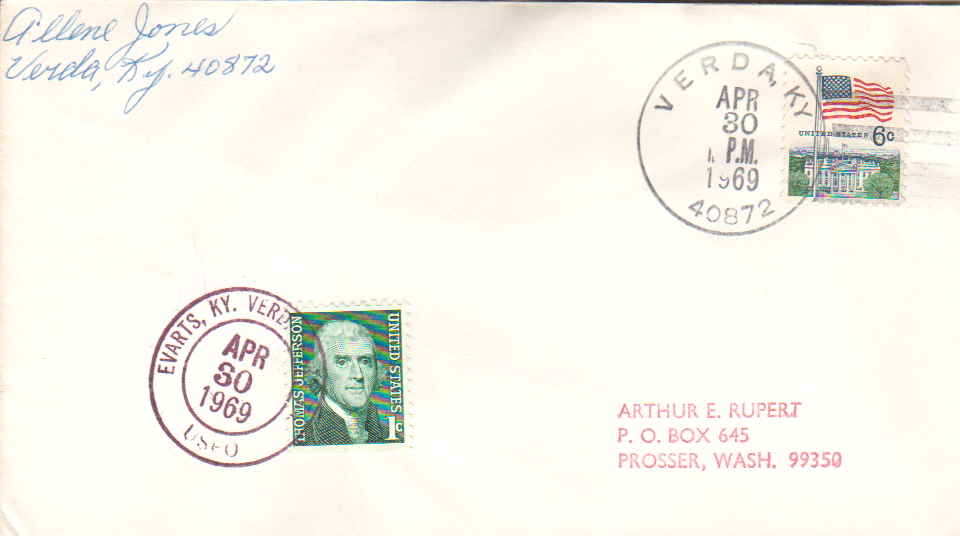 Allene Jones
Verda, Ky. 40872
VERDA, KY
APR
30
P.M.
1969
40872
UNITED STATES 6c
EVARTS, KY. VERD
APR
30
1969
USPO
THOMAS JEFFERSON
UNITED STATES
1c
ARTHUR E. RUPERT
P. O. BOX 645
PROSSER, WASH. 99350